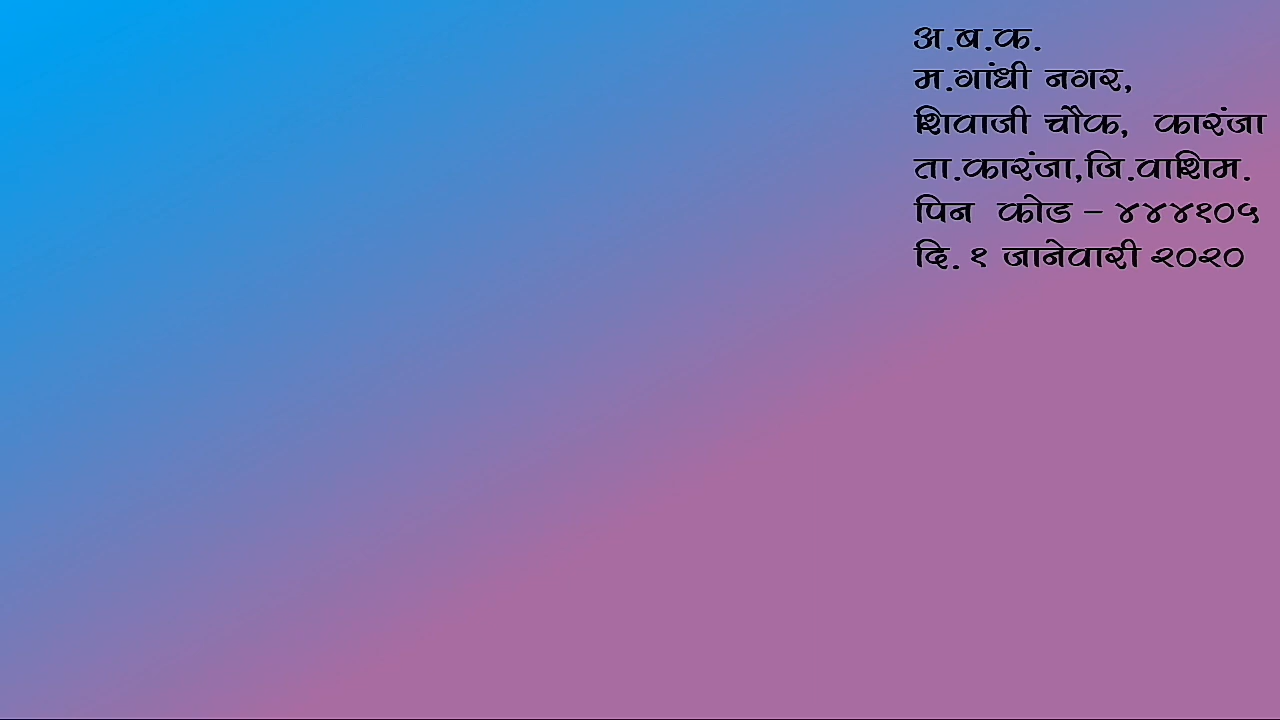 अ.ब.क.
म.गांधी नगर,
शिवाजी चौक, कारंजा
ता.कारंजा,जि.वाशिम.
पिन कोड – ४४४१०५
दि. १ जानेवारी २०२०